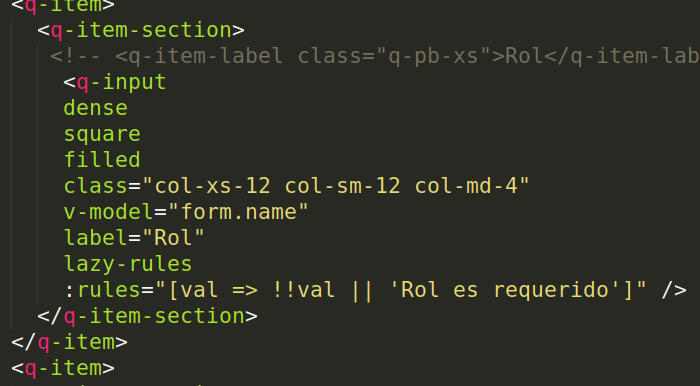 <q-item>
<q-item-section>
<!-- <q-item-label class="q-pb-xs">Rol</q-item-lab
<q-input
dense
square
filled
class="col-xs-12 col-sm-12 col-md-4"
v-model="form.name"
label="Rol"
lazy-rules
:rules="[val => !!val || 'Rol es requerido']" />
</q-item-section>
</q-item>
<q-item>